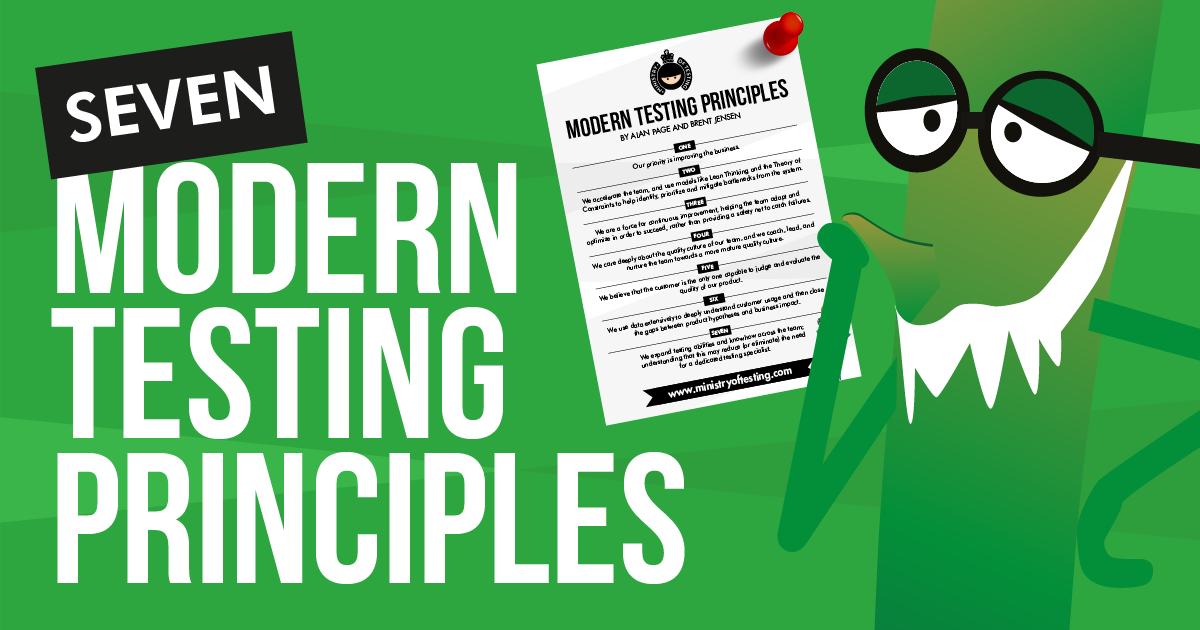 SEVEN
MODERN
TESTING
PRINCIPLES
MINISTRY OF TESTING
MODERN TESTING PRINCIPLES
BY ALAN PAGE AND BRENT JENSEN
ONE
Our priority is improving the business.
TWO
We accelerate the team, and use models like Lean Thinking and the Theory of
Constraints to help identify, prioritize and mitigate bottlenecks from the system.
THREE
We are a force for continuous improvement, helping the team adapt and
optimize in order to succeed, rather than providing a safety net to catch failures.
FOUR
We care deeply about the quality culture of our team, and we coach, lead, and
nurture the team towards a more mature quality culture.
FIVE
We believe that the customer is the only one capable to judge and evaluate the
quality of our product.
SIX
We use data extensively to deeply understand customer usage and then close
the gaps between product hypotheses and business impact.
SEVEN
We expand testing abilities and knowhow across the team;
understanding that this may reduce (or eliminate) the need
for a dedicated testing specialist.
www.ministryoftesting.com